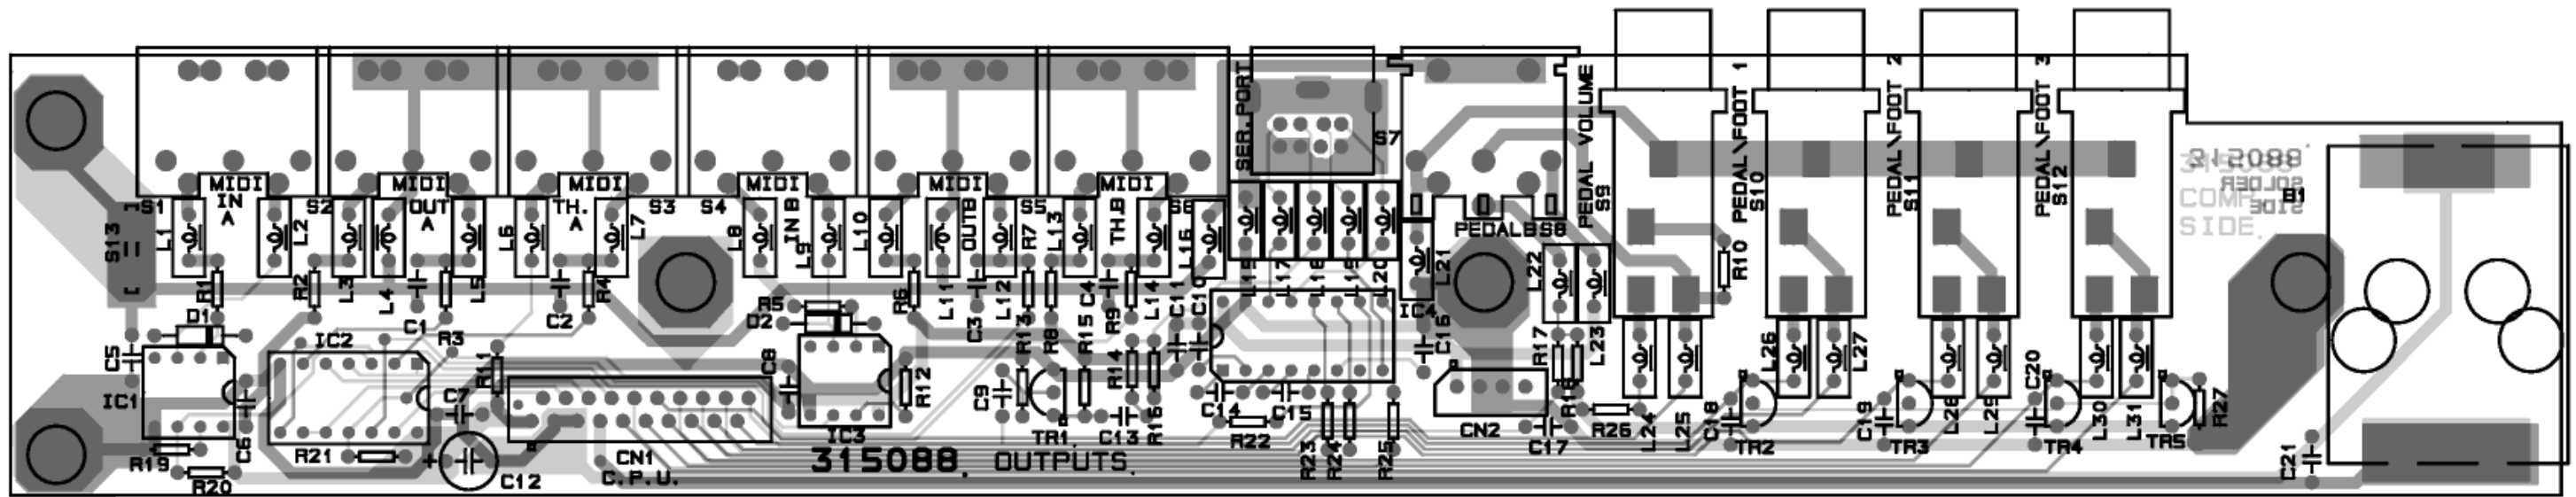 SER.PORT
S7
PEDAL VOLUME
S9
PEDAL\FOOT 1
S10
PEDAL\FOOT 2
S11
PEDAL\FOOT 3
S12
315088
SOLDER
SIDE
315088
COMP.
SIDE.
B1
MIDI
IN
A
MIDI
OUT
A
MIDI
TH.
A
MIDI
IN B
MIDI
OUTB
MIDI
TH.B
S1
S2
S3
S4
S5
S6
S13
L1
L2
L3
L4
L5
L6
L7
L8
L9
L10
L11
L12
R7
L13
L14
L16
L15
L17
L18
L19
L20
L21
PEDALB
S8
L22
L23
R10
R1
R2
R4
R5
R6
D1
D2
C1
R3
C2
C3
R13
R8
R15
C4
R9
C11
C10
IC4
C16
R17
L26
L27
C20
C5
IC2
R11
C8
R14
IC1
C7
R12
C9
C14
C15
R18
C6
R19
R20
R21
C12
CN1
C.P.U.
IC3
TR1
C13
R16
R22
R23
R24
R25
CN2
C17
R26
L24
L25
C18
TR2
C19
TR3
L28
L29
TR4
L30
L31
TR5
R27
C21
315088. OUTPUTS.